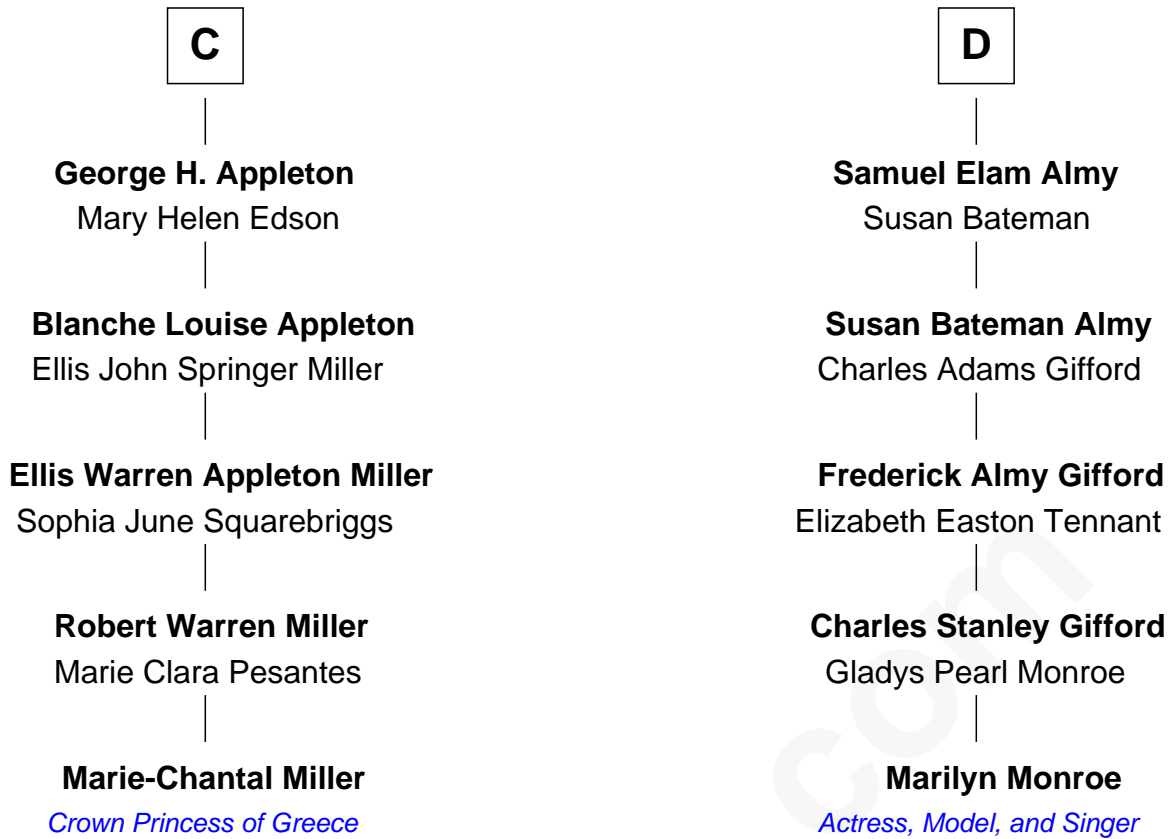 C
George H. Appleton
Mary Helen Edson
Blanche Louise Appleton
Ellis John Springer Miller
Ellis Warren Appleton Miller
Sophia June Squarebriggs
Robert Warren Miller
Marie Clara Pesantes
Marie-Chantal Miller
Crown Princess of Greece
D
Samuel Elam Almy
Susan Bateman
Susan Bateman Almy
Charles Adams Gifford
Frederick Almy Gifford
Elizabeth Easton Tennant
Charles Stanley Gifford
Gladys Pearl Monroe
Marilyn Monroe
Actress, Model, and Singer
com